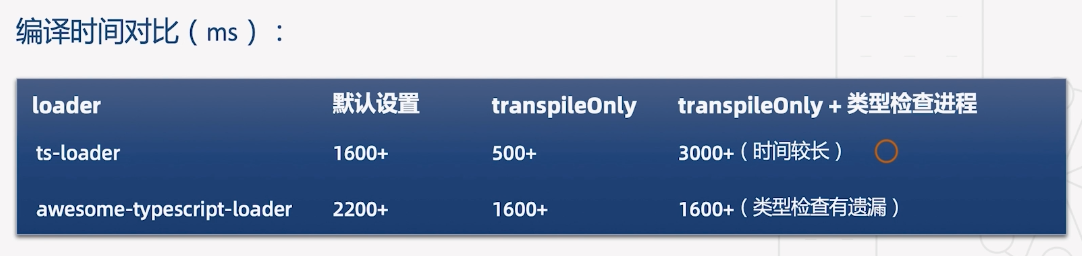 编译时间对比（ms）：
loader 默认设置 transpileOnly transpileOnly + 类型检查进程
ts-loader 1600+ 500+ 3000+（时间较长）
awesome-typescript-loader 2200+ 1600+ 1600+（类型检查有遗漏）